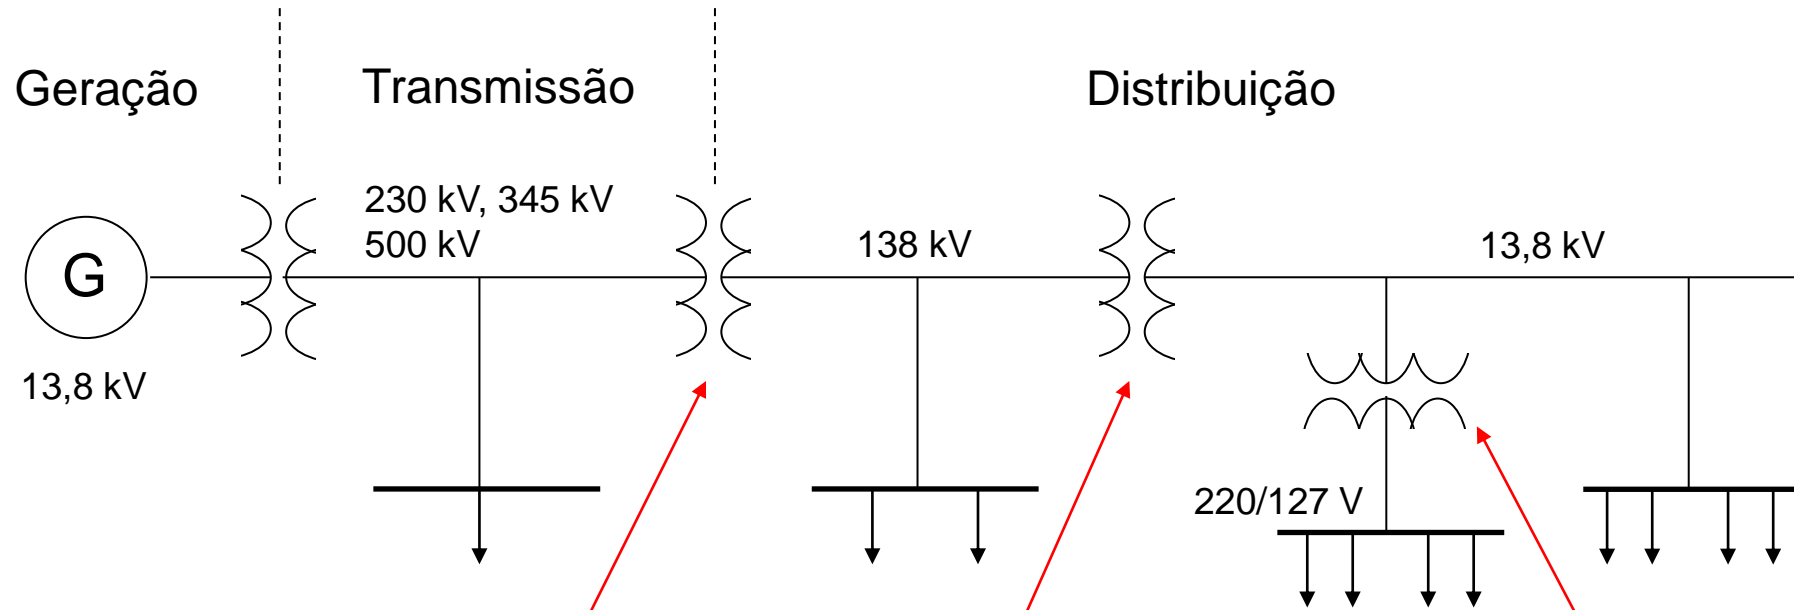 Geração
Transmissão
Distribuição
230 kV, 345 kV
500 kV
138 kV
13,8 kV
G
13,8 kV
220/127 V